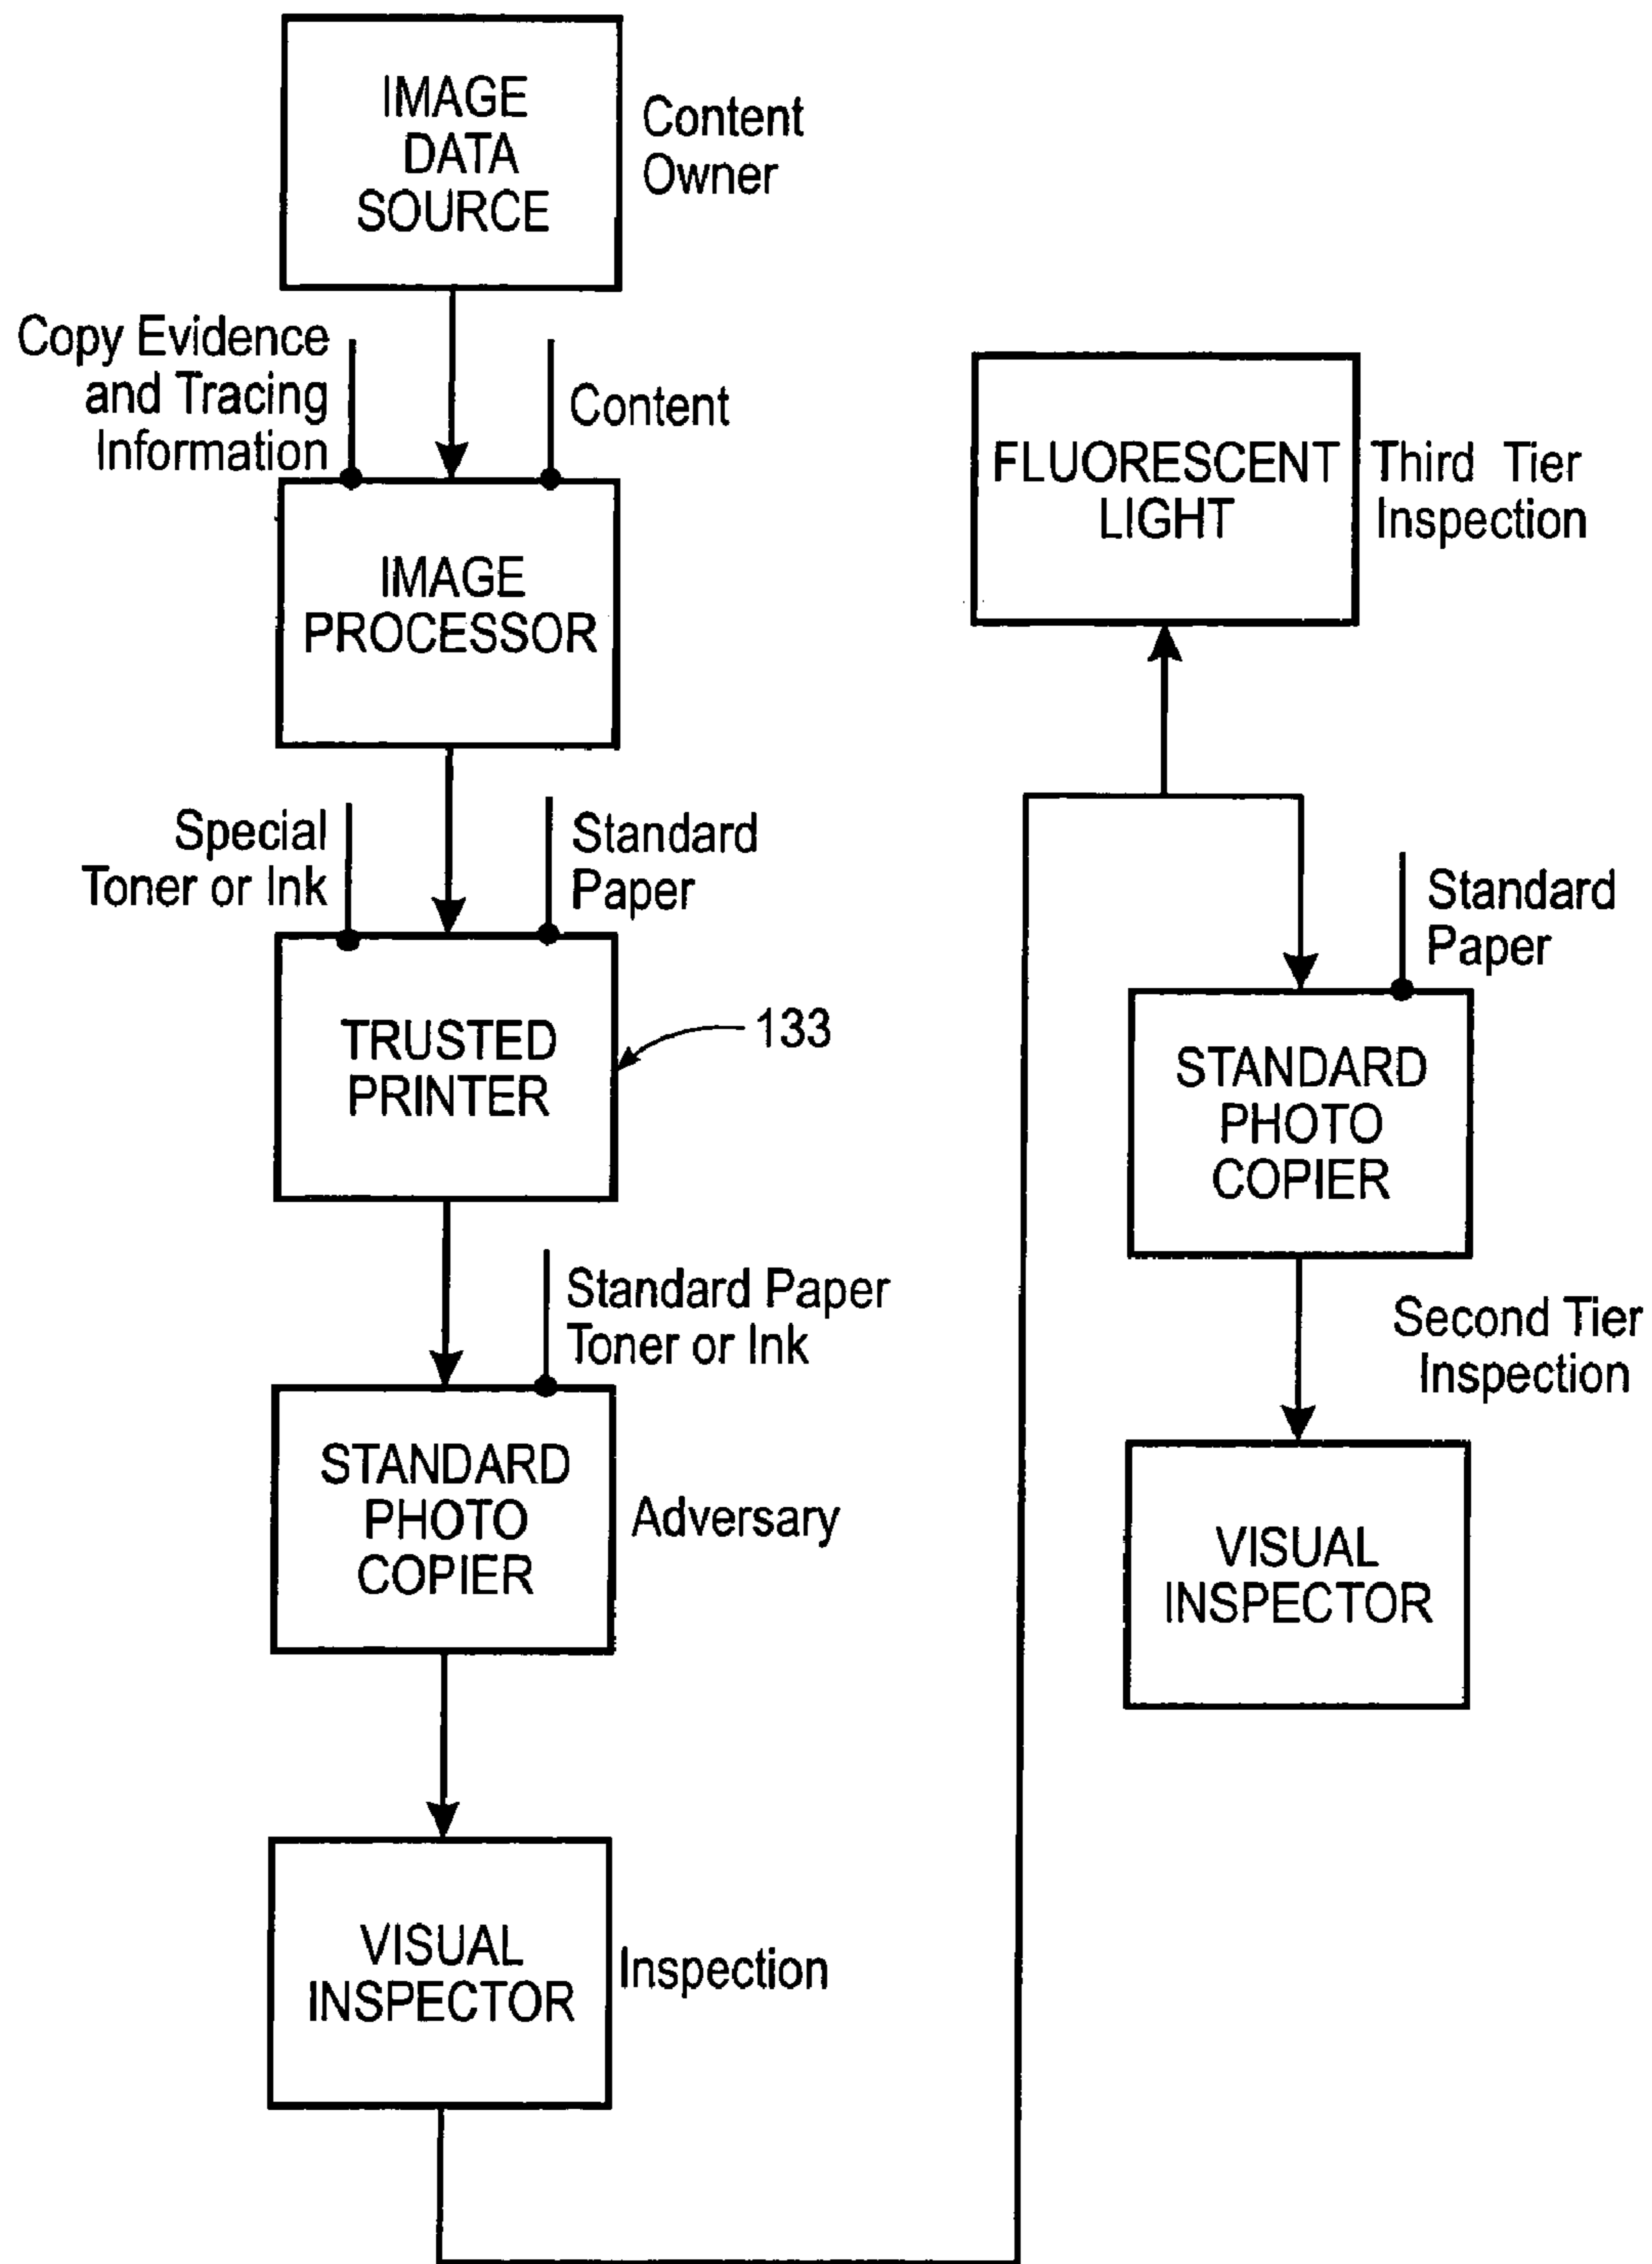 IMAGE
DATA
SOURCE
Content
Owner
Copy Evidence
and Tracing
Information
Content
IMAGE
PROCESSOR
Special
Toner or Ink
Standard
Paper
TRUSTED
PRINTER
133
Standard Paper
Toner or Ink
STANDARD
PHOTO
COPIER
Adversary
VISUAL
INSPECTOR
Inspection
FLUORESCENT
LIGHT
Third Tier
Inspection
Standard
Paper
STANDARD
PHOTO
COPIER
Second Tier
Inspection
VISUAL
INSPECTOR